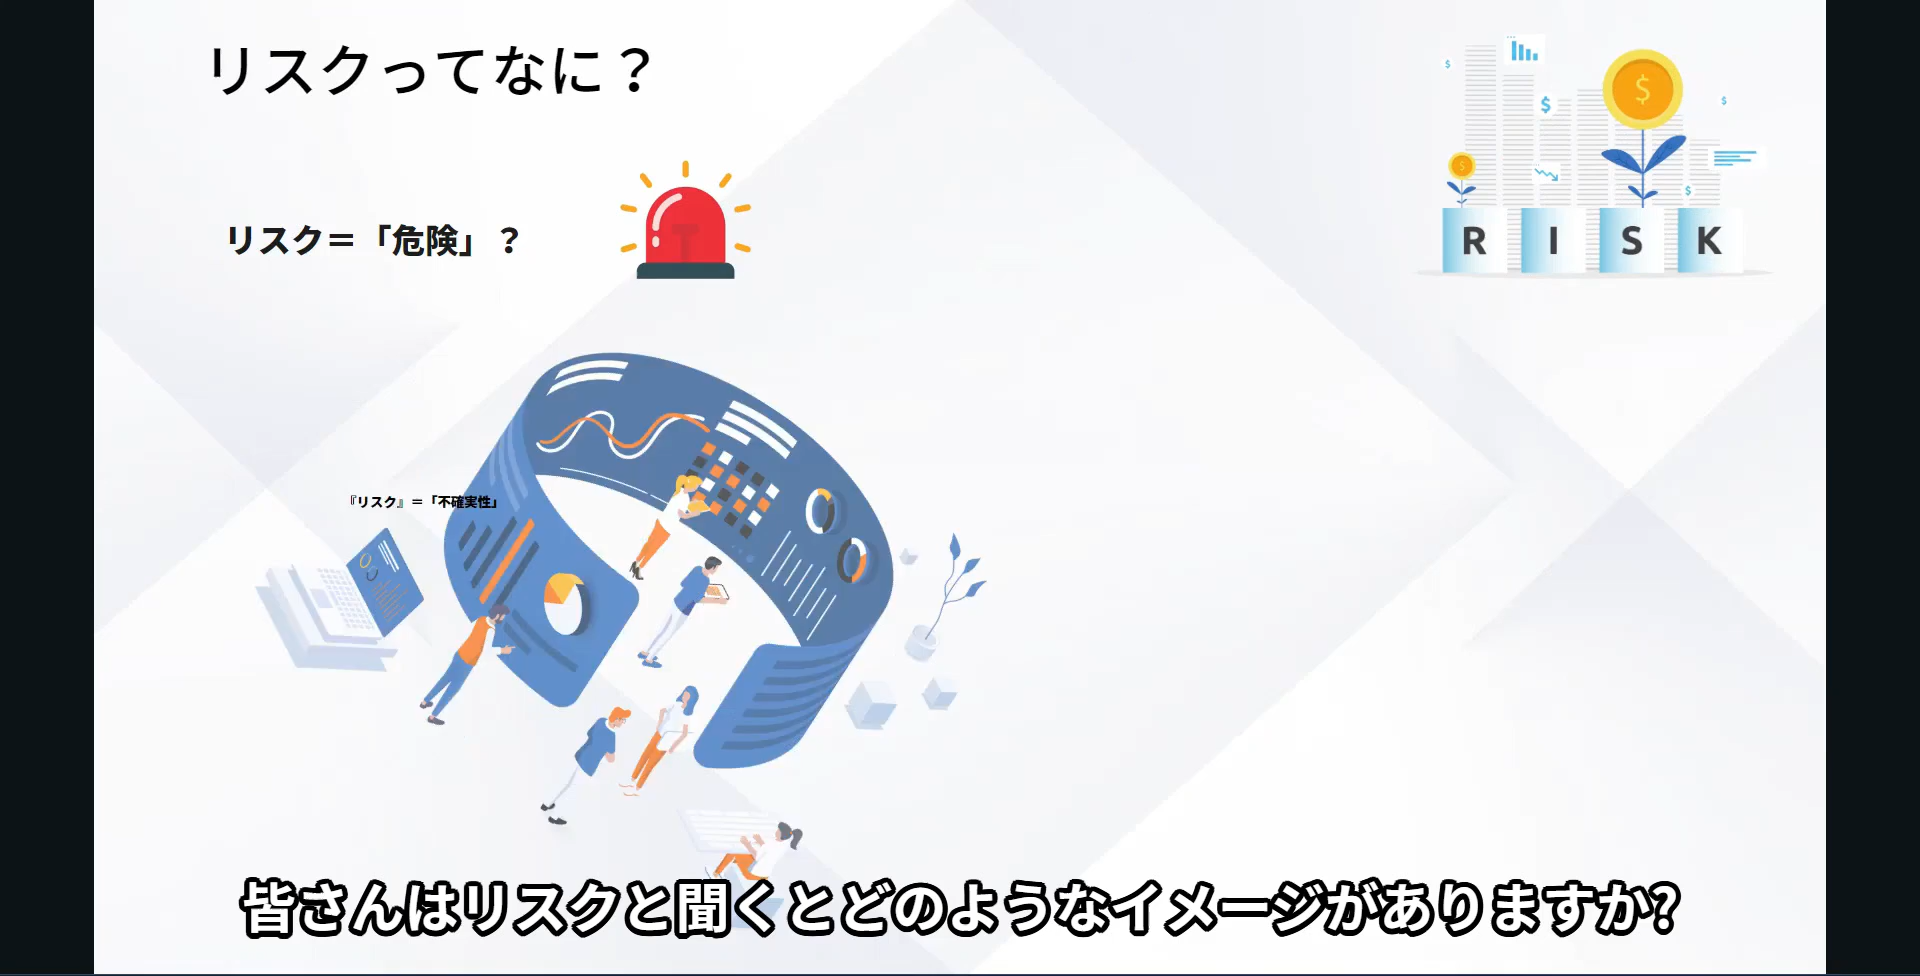 リスクってなに？
リスク＝「危険」？
R I S K
『リスク』＝「不確実性」
皆さんはリスクと聞くとどのようなイメージがありますか?